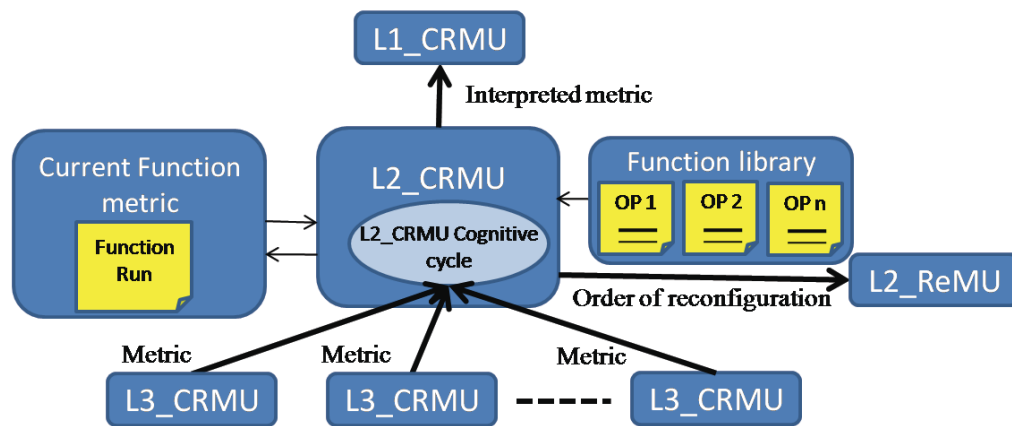 L1_CRMU
Interpreted metric
Current Function
metric
Function
Run
L2_CRMU
L2_CRMU Cognitive
cycle
Function library
OP 1
OP 2
OP n
Order of reconfiguration
L2_ReMU
Metric
Metric
Metric
L3_CRMU
L3_CRMU
L3_CRMU